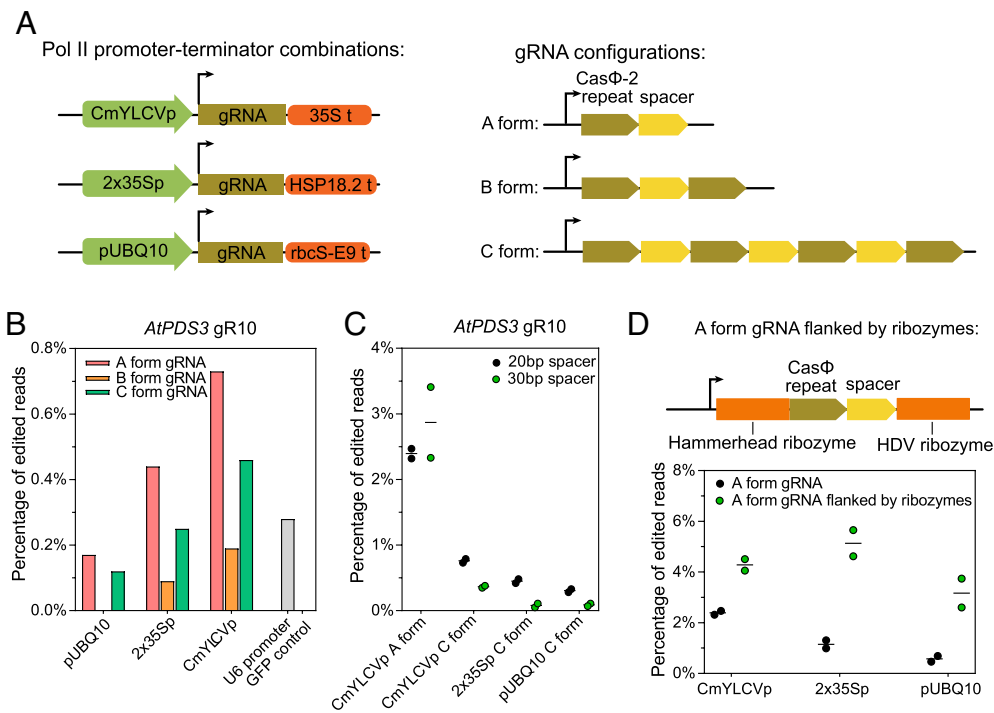 A
Pol II promoter-terminator combinations:
CmYLCVp
gRNA
35S t
2x35Sp
gRNA
HSP18.2 t
pUBQ10
gRNA
rbcS-E9 t
gRNA configurations:
CasΦ-2
repeat spacer
A form:
B form:
C form:
B
AtPDS3 gR10
Percentage of edited reads
0.8%
0.6%
0.4%
0.2%
0.0%
A form gRNA
B form gRNA
C form gRNA
pUBQ10
2x35Sp
CmYLCVp
U6 promoter
GFP control
C
AtPDS3 gR10
Percentage of edited reads
4%
3%
2%
1%
0%
20bp spacer
30bp spacer
CmYLCVp A form
CmYLCVp C form
2x35Sp C form
pUBQ10 C form
D
A form gRNA flanked by ribozymes:
CasΦ
repeat spacer
Hammerhead ribozyme
HDV ribozyme
Percentage of edited reads
8%
6%
4%
2%
0%
A form gRNA
A form gRNA flanked by ribozymes
CmYLCVp
2x35Sp
pUBQ10